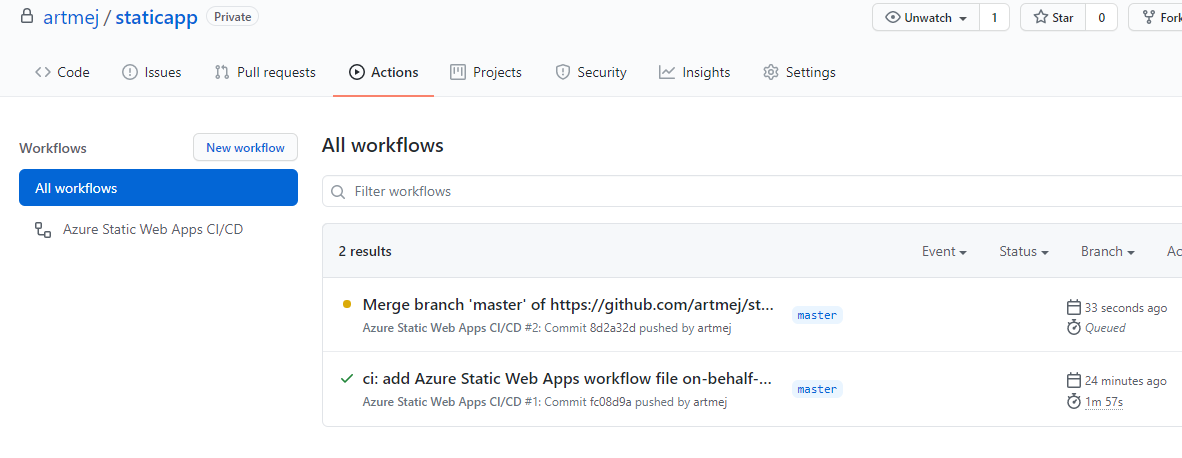 artmej / staticapp Private Unwatch 1 Star 0 Fork
Code Issues Pull requests Actions Projects Security Insights Settings
Workflows New workflow
All workflows
Azure Static Web Apps CI/CD
All workflows
Filter workflows
2 results Event Status Branch Ac
Merge branch 'master' of https://github.com/artmej/st... master 33 seconds ago
Azure Static Web Apps CI/CD #2: Commit 8d2a32d pushed by artmej Queued
ci: add Azure Static Web Apps workflow file on-behalf-... master 24 minutes ago
Azure Static Web Apps CI/CD #1: Commit fc08d9a pushed by artmej 1m 57s